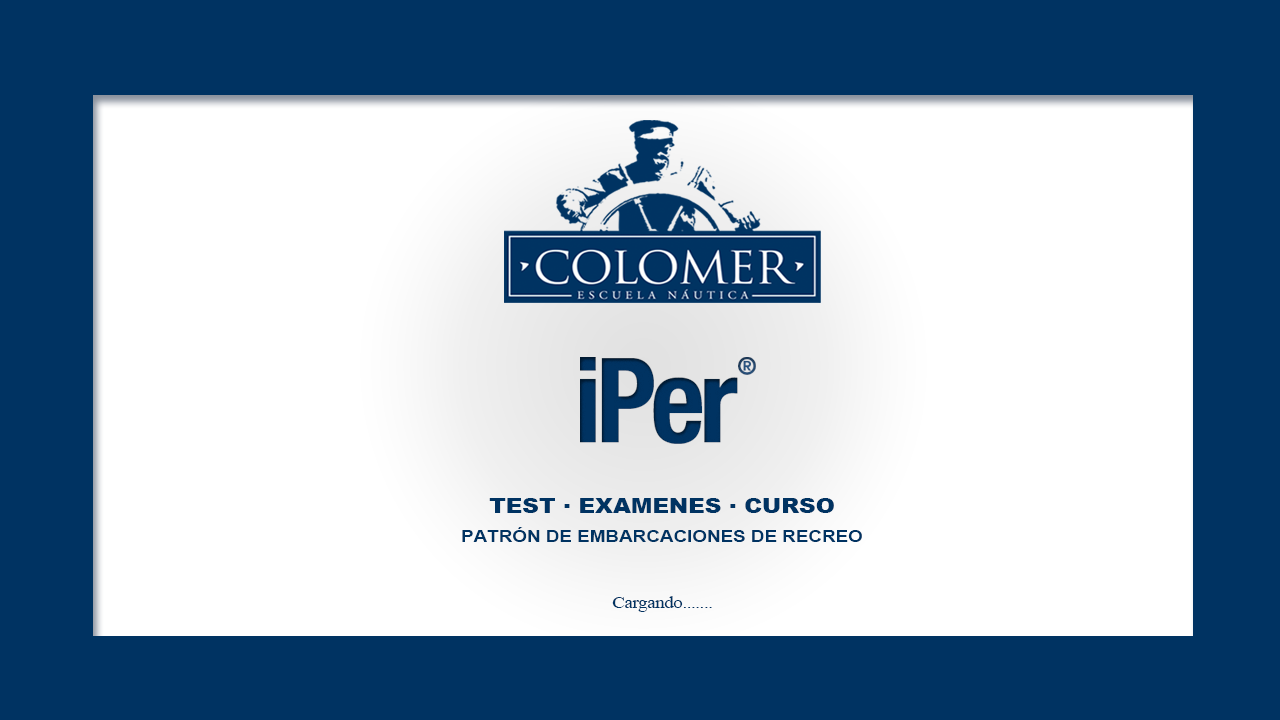 · COLOMER ·
ESCUELA NÁUTICA
iPer®
TEST · EXAMENES · CURSO
PATRÓN DE EMBARCACIONES DE RECREO
Cargando.......